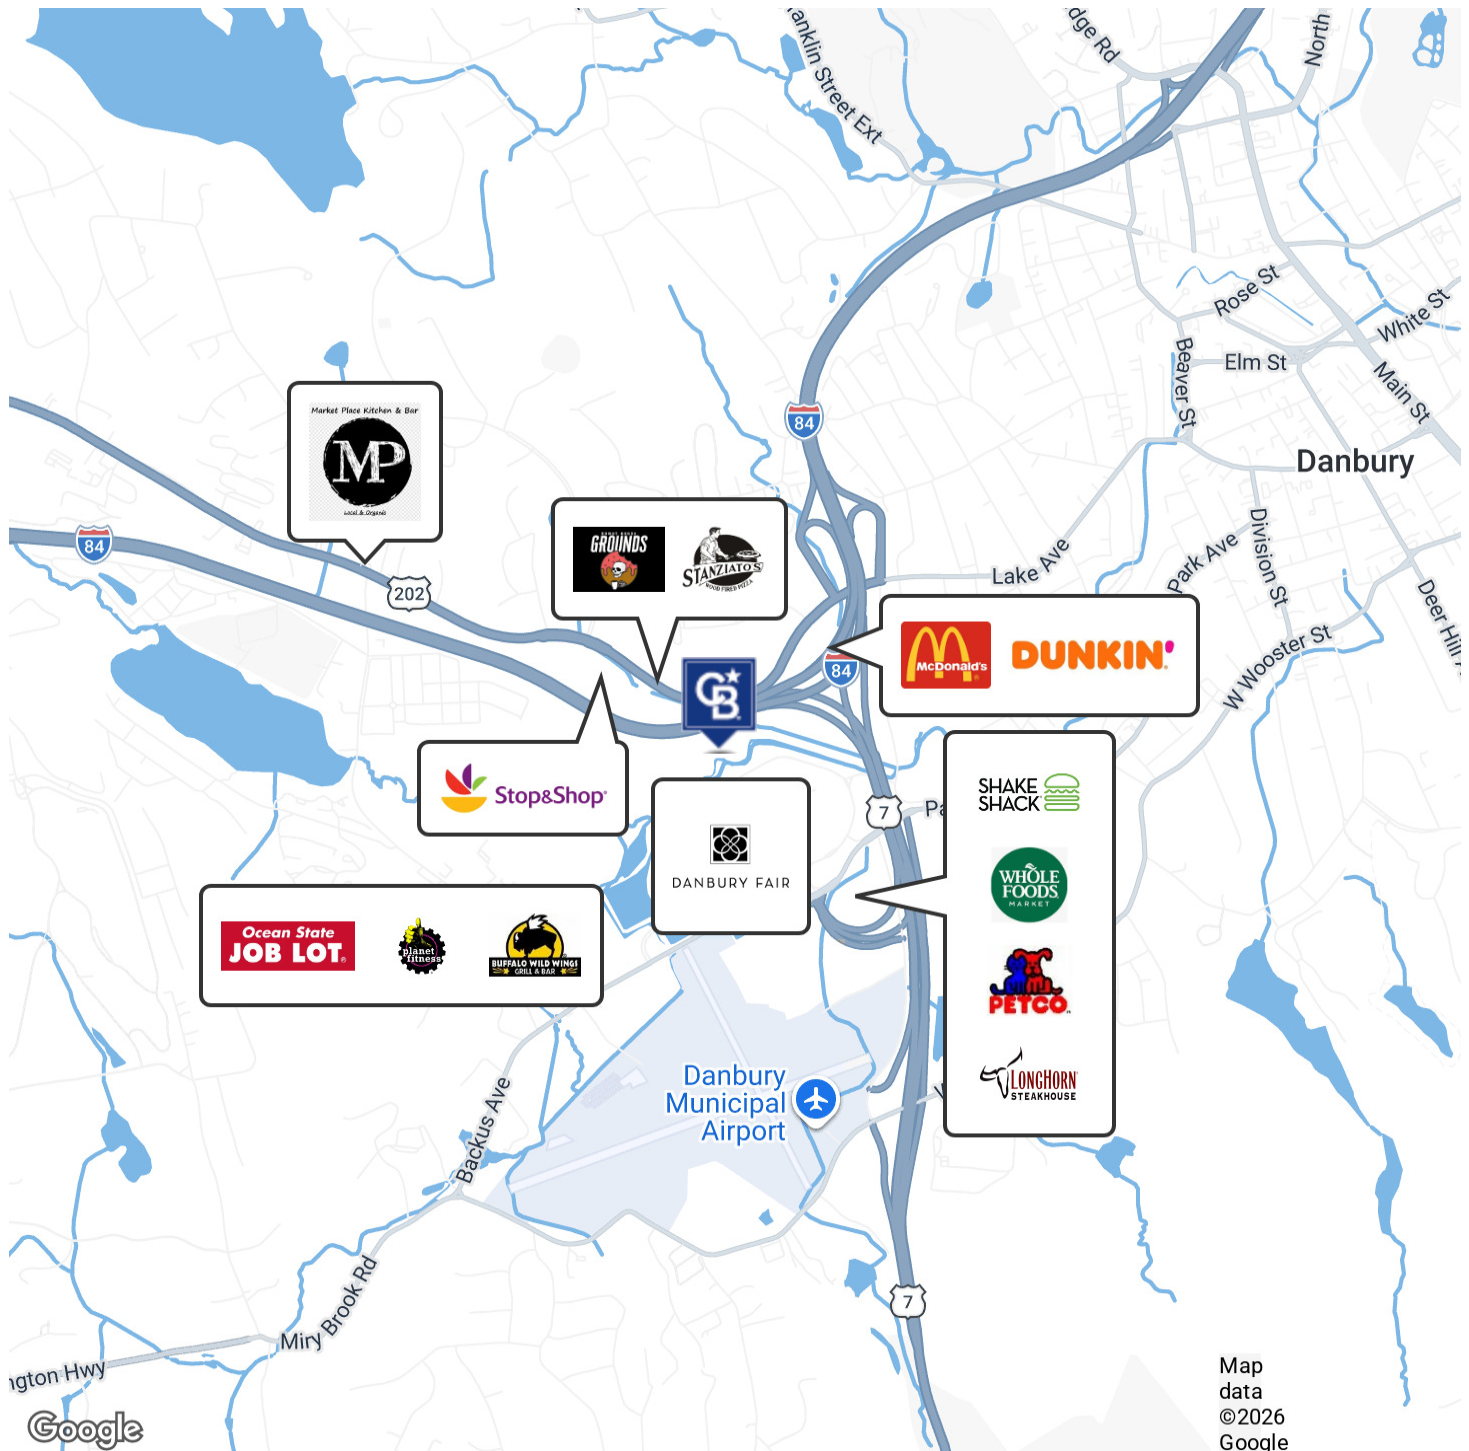 anklin Street Ext
dge Rd
North
Rose St
White St
Elm St
Beaver St
Main St
84
Danbury
Market Place Kitchen & Bar
MP
Local & Organic
84
202
GROUNDS
STANZIATO'S
WOOD FIRED PIZZA
Lake Ave
Park Ave
Division St
Deer Hill
W Wooster St
McDonald's
DUNKIN'
84
CB
Stop&Shop
DANBURY FAIR
7
Pa
SHAKE
SHACK
WHOLE
FOODS
MARKET
PETCO
LONGHORN
STEAKHOUSE
Ocean State
JOB LOT
planet
fitness
BUFFALO WILD WINGS
GRILL & BAR
Danbury
Municipal
Airport
Backus Ave
7
Miry Brook Rd
ngton Hwy
Google
Map
data
©2026
Google